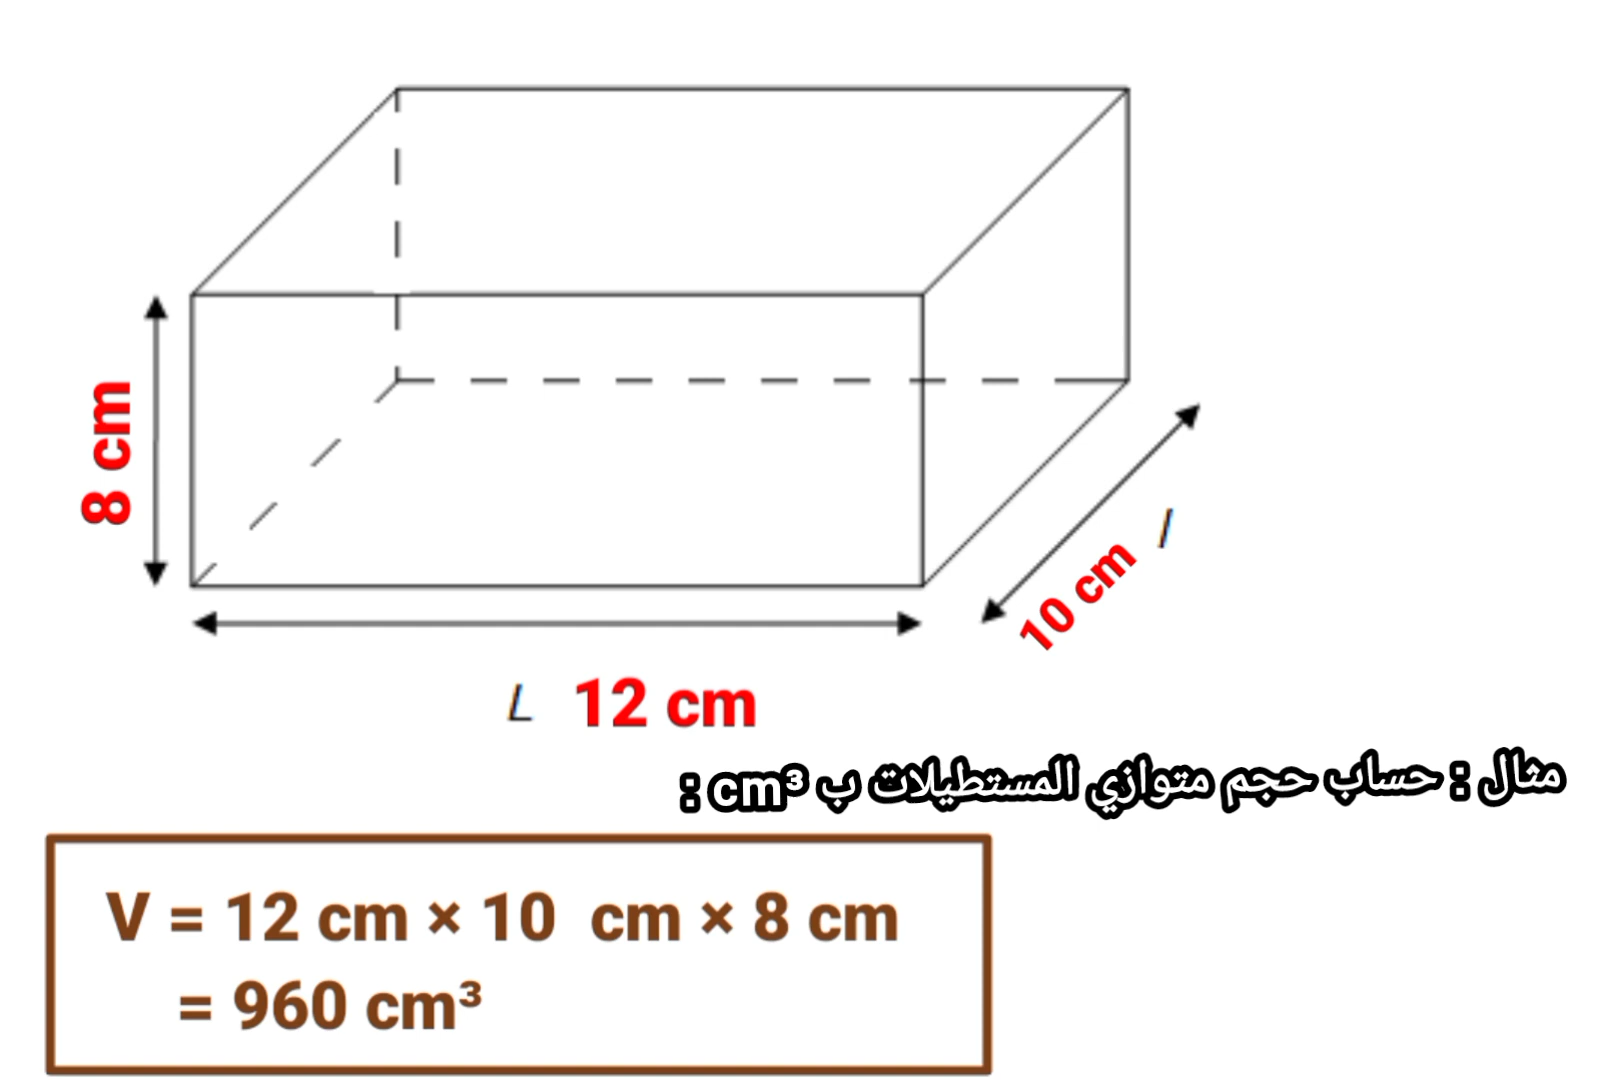 8 cm
l
10 cm
L 12 cm
مثال : حساب حجم متوازي المستطيلات ب cm³ :
V = 12 cm × 10 cm × 8 cm
= 960 cm³